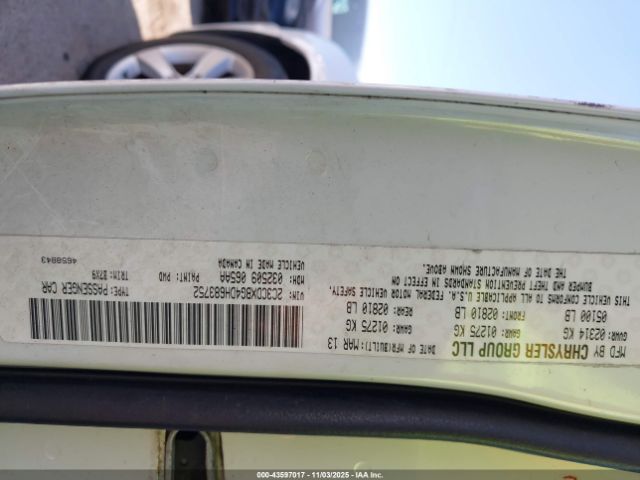 MFD BY CHRYSLER GROUP LLC DATE OF MFR(BUILT): MAR 13
GVWR: 02314 KG GAWR: 01275 KG GAWR: 01275 KG
05100 LB FRONT: 02810 LB REAR: 02810 LB
THIS VEHICLE CONFORMS TO ALL APPLICABLE U.S.A. FEDERAL MOTOR VEHICLE SAFETY,
BUMPER AND THEFT PREVENTION STANDARDS IN EFFECT ON
THE DATE OF MANUFACTURE SHOWN ABOVE.
VIN: 2C3CDXBG4DH683752 TYPE: PASSENGER CAR
MDH: 032509 065AA PAINT: PWD TRIM: B7X9
VEHICLE MADE IN CANADA 4658843
000-43597017 - 11/03/2025 - IAAI.COM